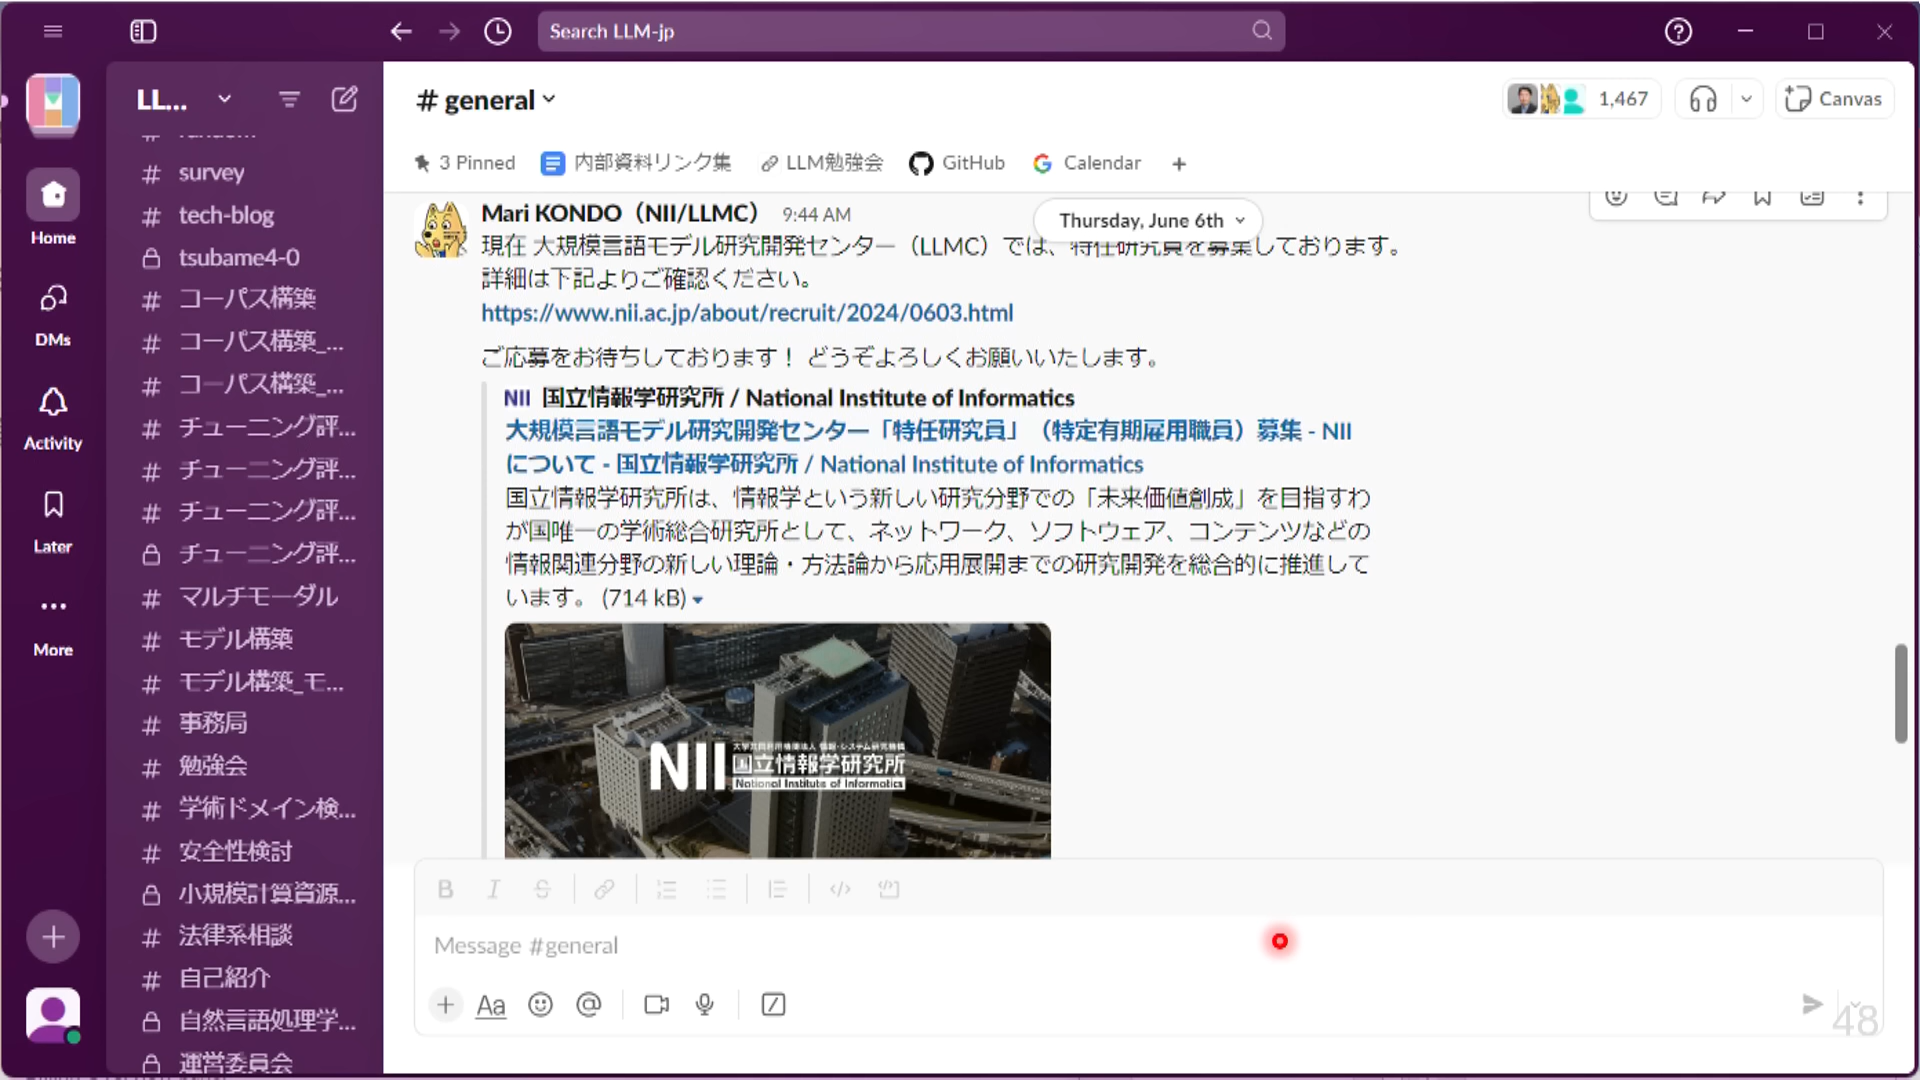 Search LLM-jp
LL...
Home
DMs
Activity
Later
More
# survey
# tech-blog
tsubame4-0
# コーパス構築
# コーパス構築_...
# コーパス構築_...
# チューニング評...
# チューニング評...
# チューニング評...
チューニング評...
# マルチモーダル
# モデル構築
# モデル構築_モ...
# 事務局
# 勉強会
# 学術ドメイン検...
# 安全性検討
小規模計算資源...
# 法律系相談
# 自己紹介
自然言語処理学...
運営委員会
# general
1,467
Canvas
3 Pinned 内部資料リンク集 LLM勉強会 GitHub Calendar +
Thursday, June 6th
Mari KONDO（NII/LLMC） 9:44 AM
現在 大規模言語モデル研究開発センター（LLMC）では、特任研究員を募集しております。
詳細は下記よりご確認ください。
https://www.nii.ac.jp/about/recruit/2024/0603.html
ご応募をお待ちしております！ どうぞよろしくお願いいたします。
NII 国立情報学研究所 / National Institute of Informatics
大規模言語モデル研究開発センター「特任研究員」（特定有期雇用職員）募集 - NII
について - 国立情報学研究所 / National Institute of Informatics
国立情報学研究所は、情報学という新しい研究分野での「未来価値創成」を目指すわ
が国唯一の学術総合研究所として、ネットワーク、ソフトウェア、コンテンツなどの
情報関連分野の新しい理論・方法論から応用展開までの研究開発を総合的に推進して
います。 (714 kB)
NII
大学共同利用機関法人 情報・システム研究機構
国立情報学研究所
National Institute of Informatics
B I S
Message #general
+ Aa @
48